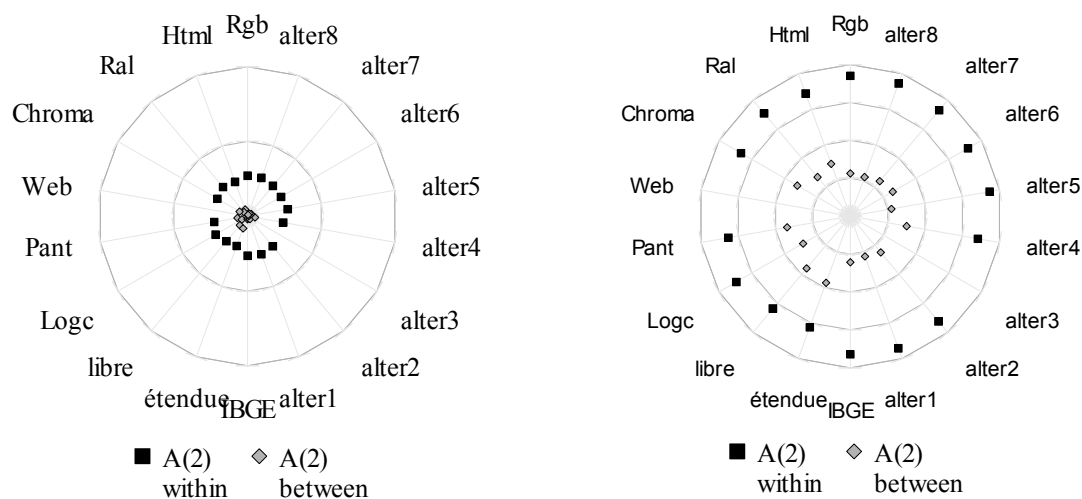 Rgb
Html
alter8
Ral
alter7
Chroma
alter6
Web
alter5
Pant
alter4
Logc
alter3
libre
alter2
étendue
IBGE
alter1
A(2)
within
A(2)
between
Rgb
Html
alter8
Ral
alter7
Chroma
alter6
Web
alter5
Pant
alter4
Logc
alter3
libre
alter2
étendue
IBGE
alter1
A(2)
within
A(2)
between